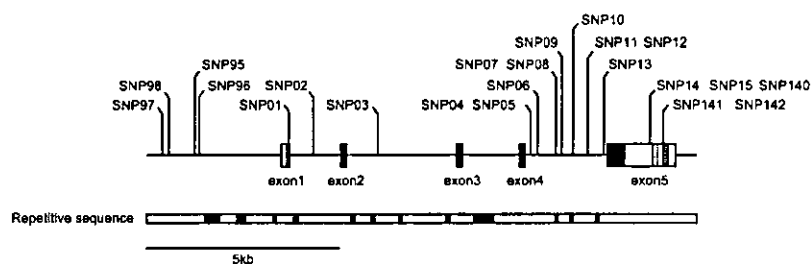 SNP10
SNP95 SNP09 SNP11 SNP12
SNP98 SNP96 SNP02 SNP07 SNP08 SNP13
SNP06 SNP14 SNP15 SNP140
SNP97 SNP01 SNP03 SNP04 SNP05 SNP141 SNP142
exon1 exon2 exon3 exon4 exon5
Repetitive sequence
5kb